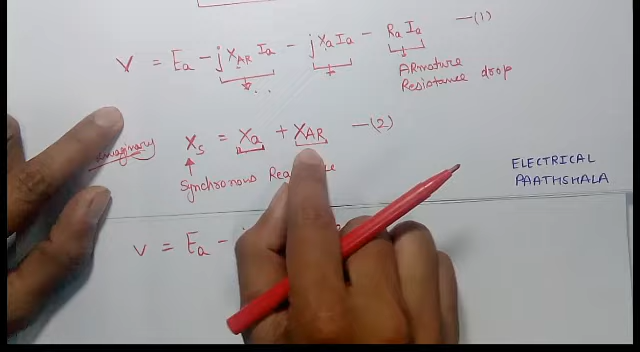 V = Ea - jXAR Ia - jXa Ia - Ra Ia —(1)
ARmature
Resistance drop
Imaginary
Xs = Xa + XAR —(2)
Synchronous
ELECTRICAL
PAATHSHALA
V = Ea -